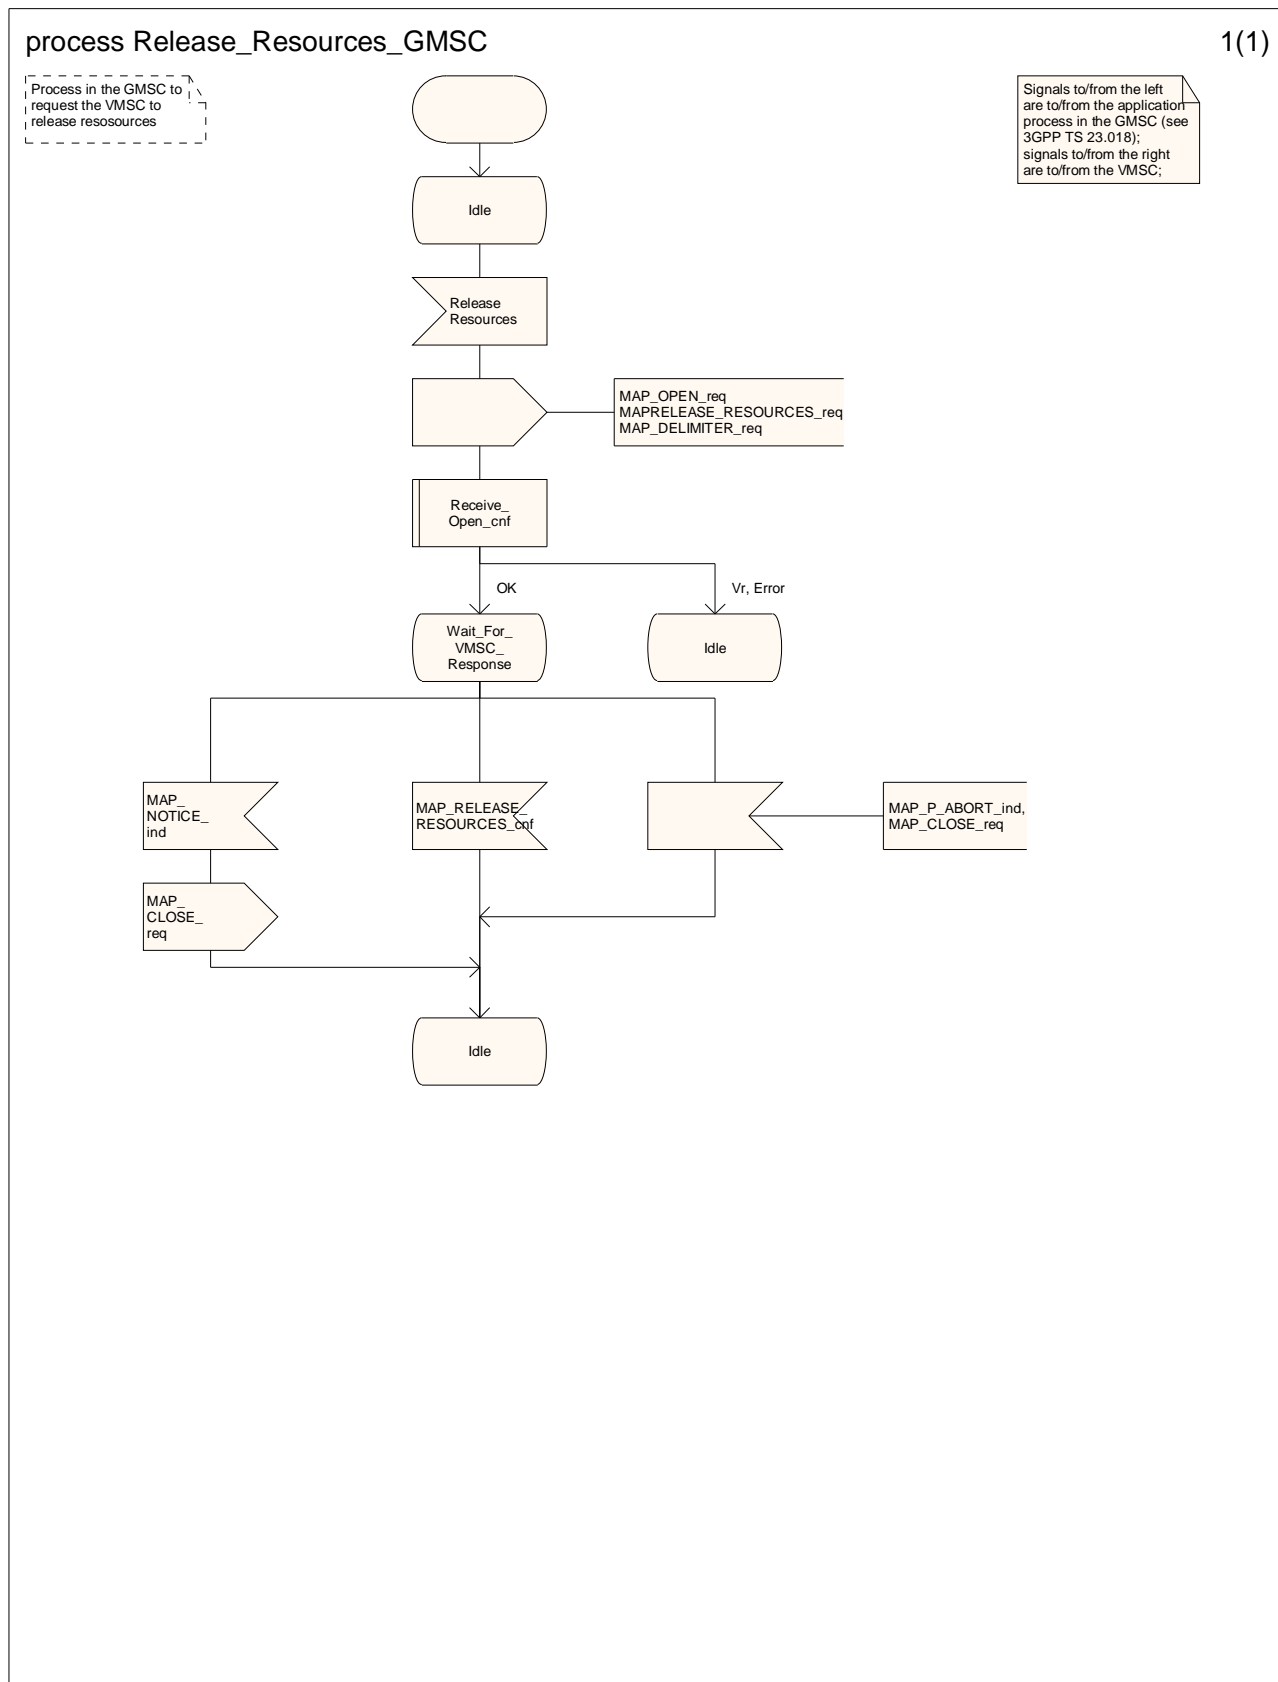 process Release_Resources_GMSC
1(1)
Process in the GMSC to
request the VMSC to
release resosources
Signals to/from the left
are to/from the application
process in the GMSC (see
3GPP TS 23.018);
signals to/from the right
are to/from the VMSC;
Idle
Release
Resources
MAP_OPEN_req
MAPRELEASE_RESOURCES_req
MAP_DELIMITER_req
Receive_
Open_cnf
OK
Vr, Error
Wait_For_
VMSC_
Response
Idle
MAP_
NOTICE_
ind
MAP_RELEASE_
RESOURCES_cnf
MAP_P_ABORT_ind,
MAP_CLOSE_req
MAP_
CLOSE_
req
Idle